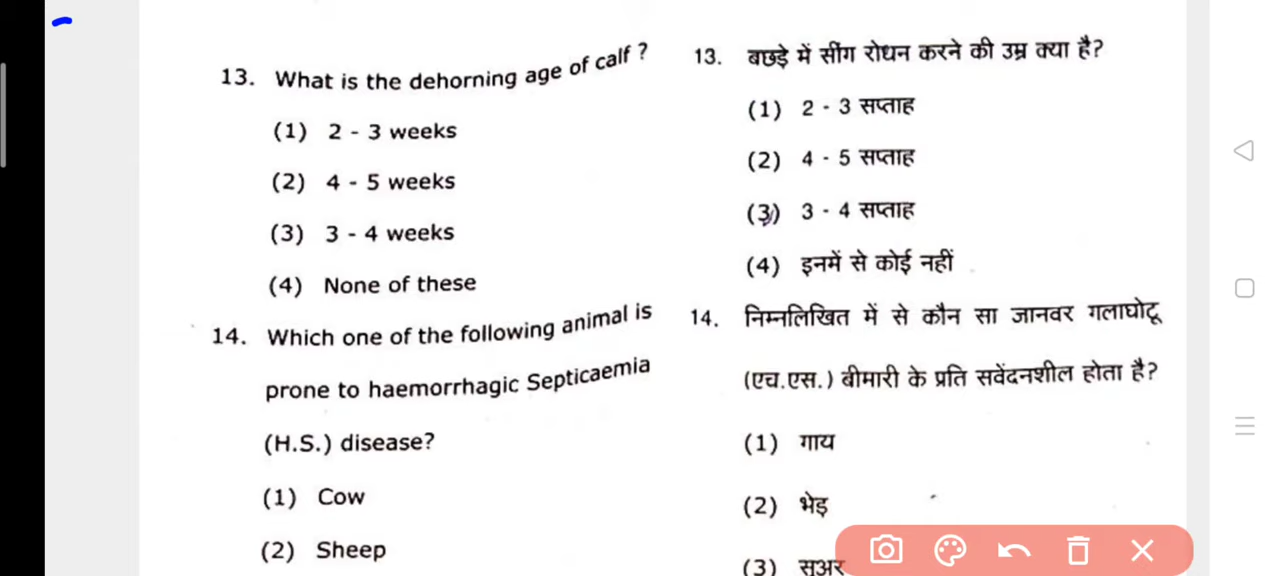 13. What is the dehorning age of calf ?
(1) 2 - 3 weeks
(2) 4 - 5 weeks
(3) 3 - 4 weeks
(4) None of these
14. Which one of the following animal is
prone to haemorrhagic Septicaemia
(H.S.) disease?
(1) Cow
(2) Sheep
13. बछड़े में सींग रोधन करने की उम्र क्या है?
(1) 2 - 3 सप्ताह
(2) 4 - 5 सप्ताह
(3) 3 - 4 सप्ताह
(4) इनमें से कोई नहीं
14. निम्नलिखित में से कौन सा जानवर गलाघोटू
(एच.एस.) बीमारी के प्रति सवेंदनशील होता है?
(1) गाय
(2) भेड़
(3) सुअर